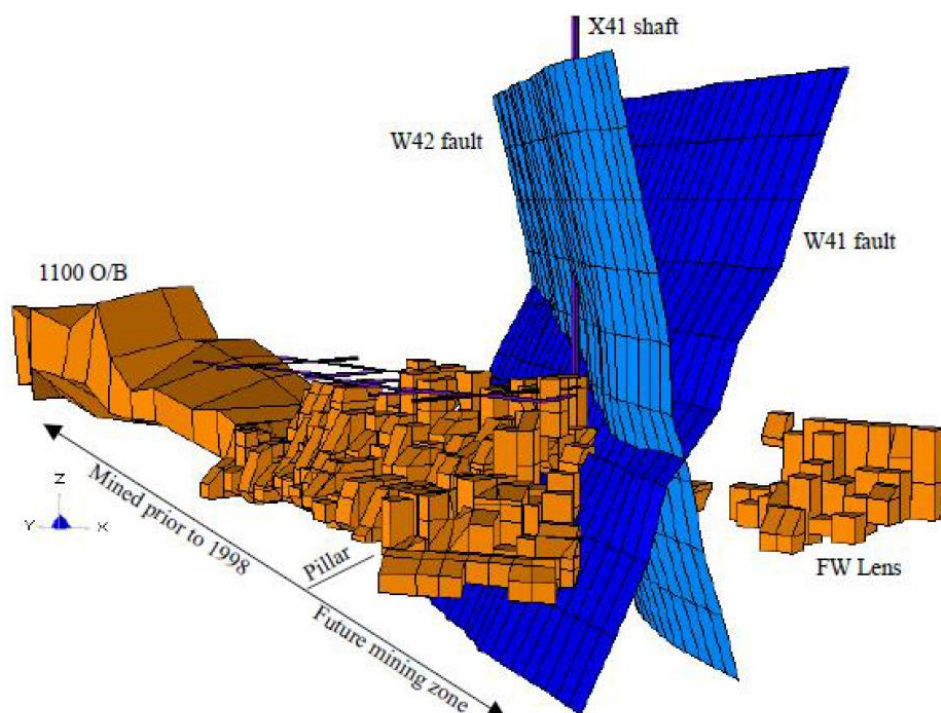 X41 shaft
W42 fault
W41 fault
1100 O/B
Z
Y
X
Mined prior to 1998
Pillar
Future mining zone
FW Lens